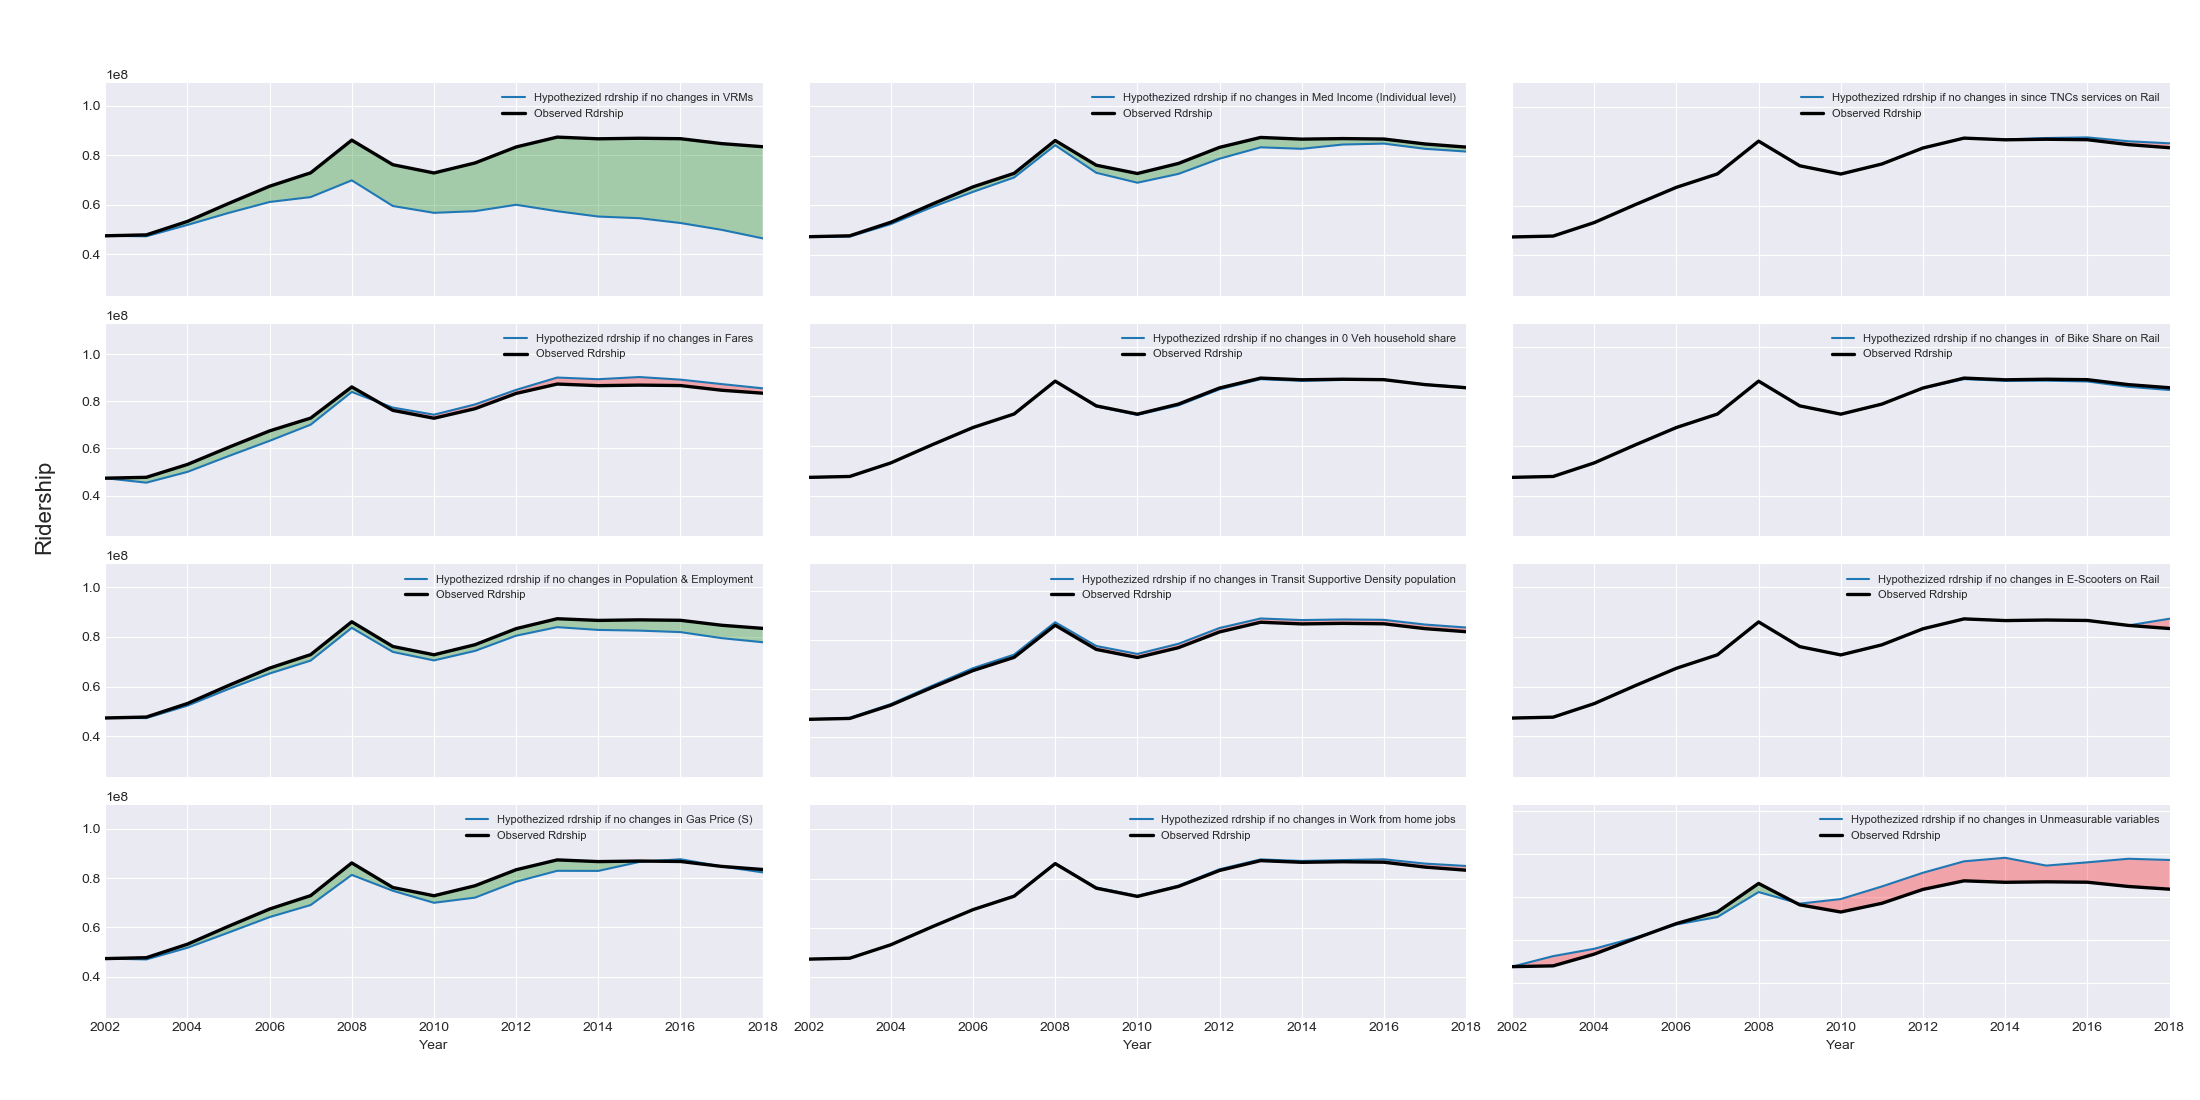 1e8
1.0
0.8
0.6
0.4
Hypothezized rdrship if no changes in VRMs
Observed Rdrship
Hypothezized rdrship if no changes in Med Income (Individual level)
Observed Rdrship
Hypothezized rdrship if no changes in since TNCs services on Rail
Observed Rdrship
1e8
1.0
0.8
0.6
0.4
Hypothezized rdrship if no changes in Fares
Observed Rdrship
Hypothezized rdrship if no changes in 0 Veh household share
Observed Rdrship
Hypothezized rdrship if no changes in  of Bike Share on Rail
Observed Rdrship
Ridership
1e8
1.0
0.8
0.6
0.4
Hypothezized rdrship if no changes in Population & Employment
Observed Rdrship
Hypothezized rdrship if no changes in Transit Supportive Density population
Observed Rdrship
Hypothezized rdrship if no changes in E-Scooters on Rail
Observed Rdrship
1e8
1.0
0.8
0.6
0.4
Hypothezized rdrship if no changes in Gas Price (S)
Observed Rdrship
Hypothezized rdrship if no changes in Work from home jobs
Observed Rdrship
Hypothezized rdrship if no changes in Unmeasurable variables
Observed Rdrship
2002 2004 2006 2008 2010 2012 2014 2016 2018
Year
2002 2004 2006 2008 2010 2012 2014 2016 2018
Year
2002 2004 2006 2008 2010 2012 2014 2016 2018
Year